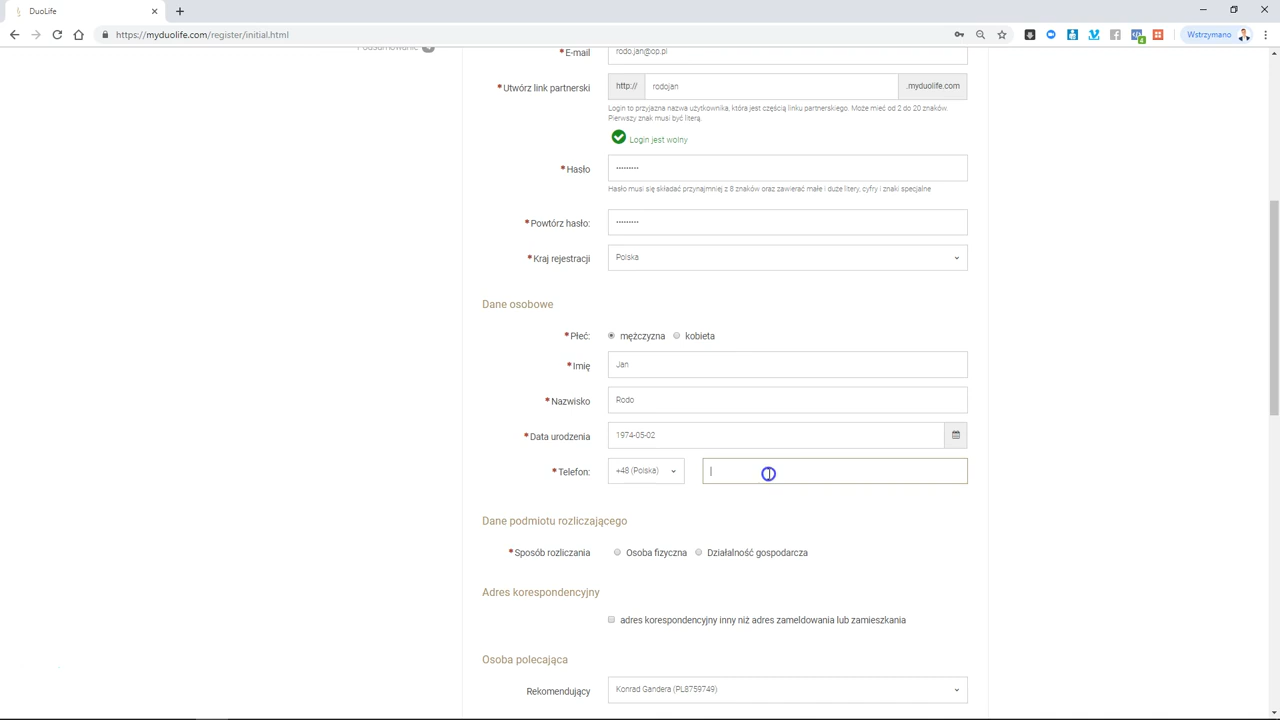 DuoLife
https://myduolife.com/register/initial.html
Wstrzymano
4
Podsumowanie
*E-mail
rodo.jan@op.pl
*Utwórz link partnerski
http://
rodojan
.myduolife.com
Login to przyjazna nazwa użytkownika, która jest częścią linku partnerskiego. Może mieć od 2 do 20 znaków.
Pierwszy znak musi być literą.
Login jest wolny
*Hasło
•••••••••
Hasło musi się składać przynajmniej z 8 znaków oraz zawierać małe i duże litery, cyfry i znaki specjalne
*Powtórz hasło:
•••••••••
*Kraj rejestracji
Polska
Dane osobowe
*Płeć:
mężczyzna
kobieta
*Imię
Jan
*Nazwisko
Rodo
*Data urodzenia
1974-05-02
*Telefon:
+48 (Polska)
Dane podmiotu rozliczającego
*Sposób rozliczania
Osoba fizyczna
Działalność gospodarcza
Adres korespondencyjny
adres korespondencyjny inny niż adres zameldowania lub zamieszkania
Osoba polecająca
Rekomendujący
Konrad Gandera (PL8759749)